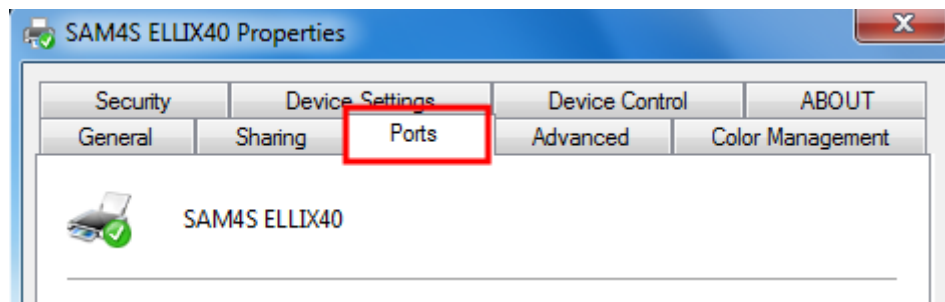 SAM4S ELLIX40 Properties
Security Device Settings Device Control ABOUT
General Sharing Ports Advanced Color Management
SAM4S ELLIX40